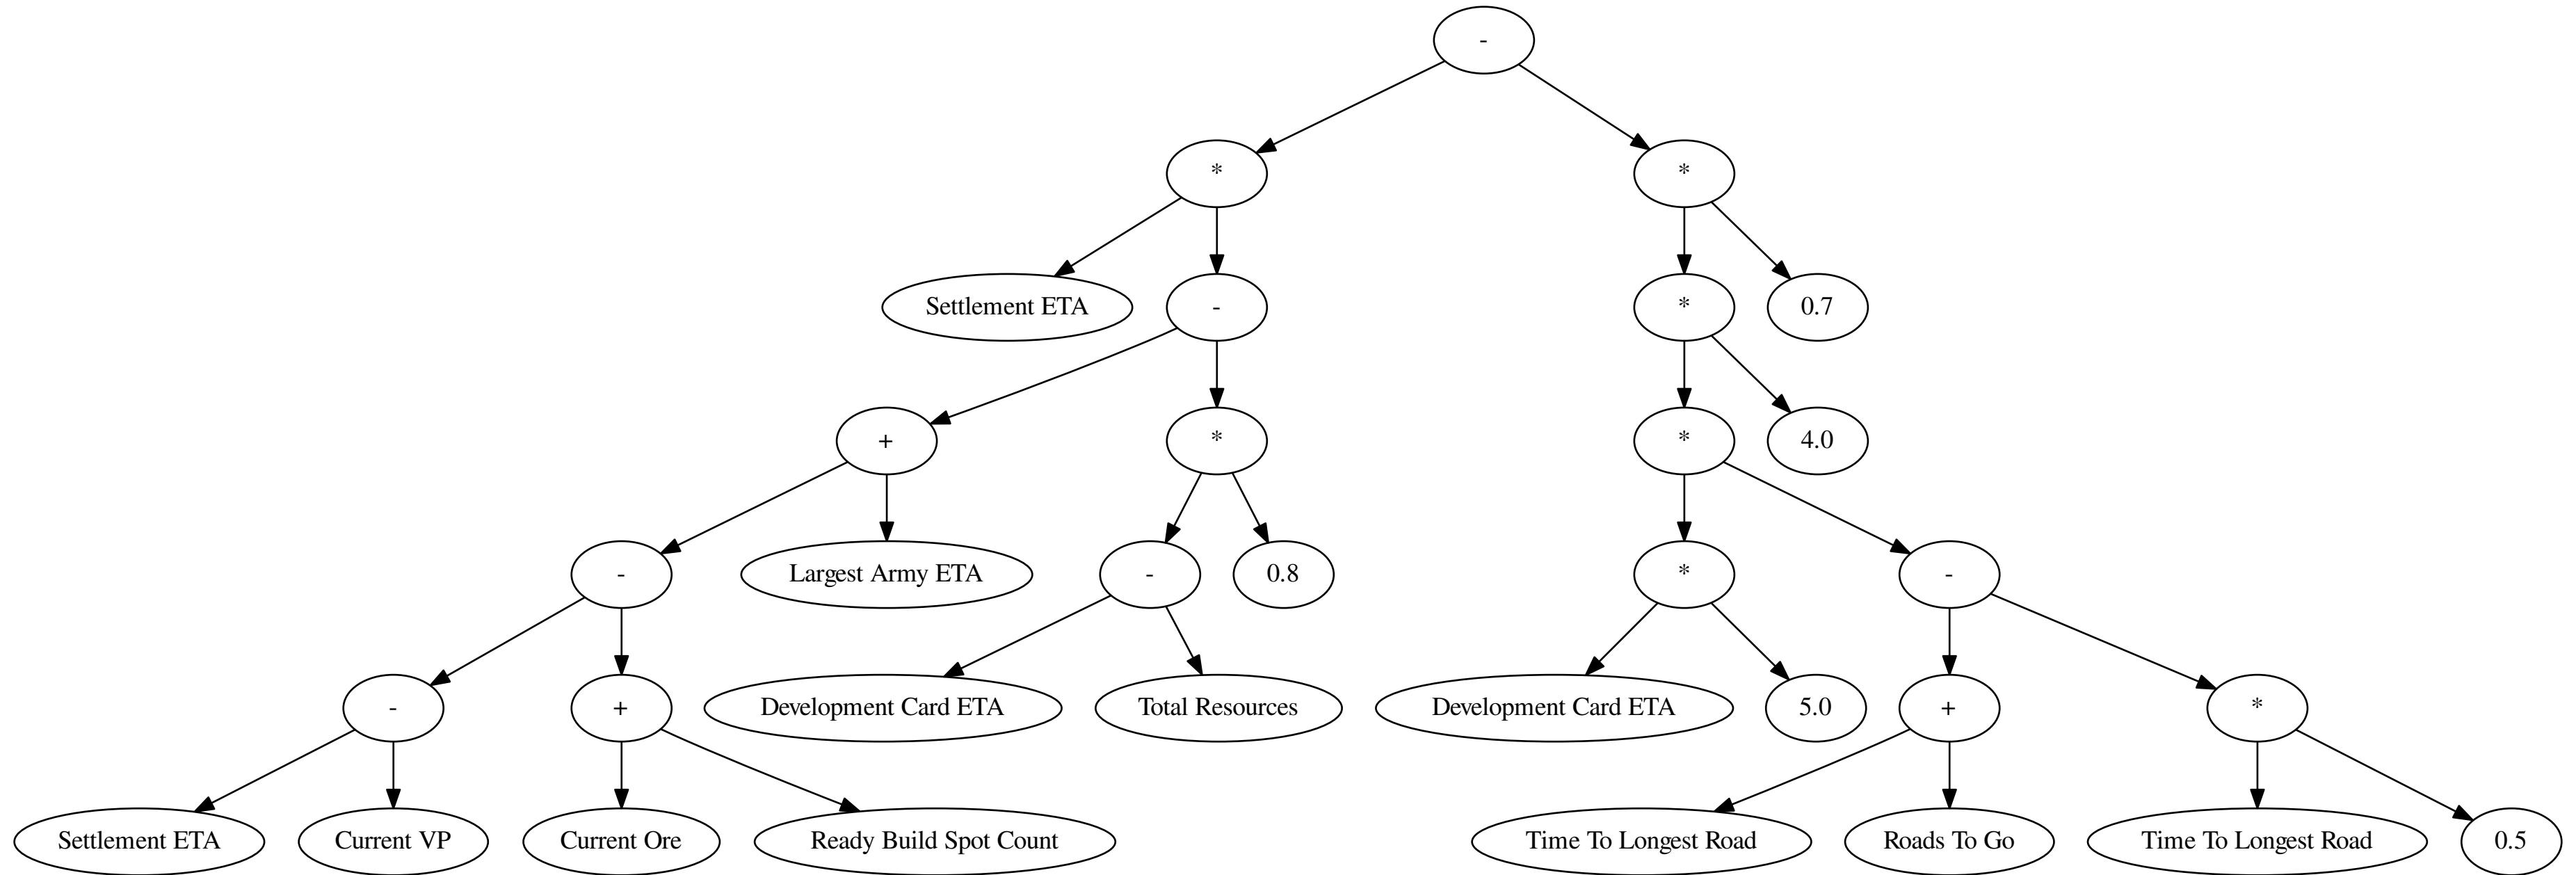 -
*
*
Settlement ETA
-
*
0.7
+
*
*
4.0
-
Largest Army ETA
-
0.8
*
-
-
+
Development Card ETA
Total Resources
Development Card ETA
5.0
+
*
Settlement ETA
Current VP
Current Ore
Ready Build Spot Count
Time To Longest Road
Roads To Go
Time To Longest Road
0.5